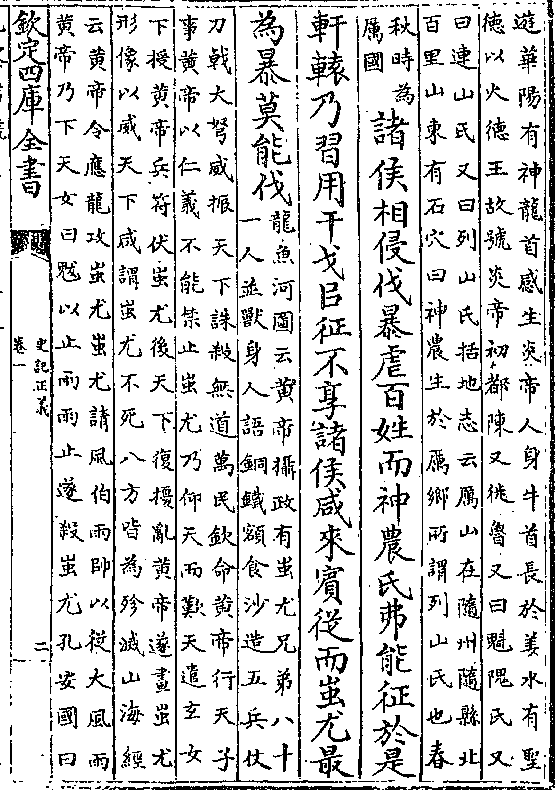 遊華陽有神龍首感生炎帝人身牛首長於姜水有聖
徳以火徳王故號炎帝初都陳又徙魯又曰魁隗氏又
曰連山氏又曰列山氏括地志云厲山在隨州隨縣北
百里山東有石穴曰神農生於厲鄉所謂列山氏也春
秋時為
厲國
諸侯相侵伐暴虐百姓而神農氏弗能征於是
軒轅乃習用干戈㠯征不享諸侯咸來賓從而蚩尤最
為暴莫能伐
龍魚河圖云黄帝攝政有蚩尤兄弟八十
一人並獸身人語銅鐵額食沙造五兵仗
刀㦸大弩威振天下誅殺無道萬民欽命黄帝行天子
事黄帝以仁義不能禁止蚩尤乃仰天而歎天遣玄女
下授黄帝兵符伏蚩尤後天下復擾亂黄帝遂畫蚩尤
形像以威天下咸謂蚩尤不死八方皆為殄滅山海經
云黄帝令應龍攻蚩尤蚩尤請風伯雨師以從大風雨
黄帝乃下天女曰魃以止雨雨止遂殺蚩尤孔安國曰
欽定四庫全書
史記正義
卷一
二